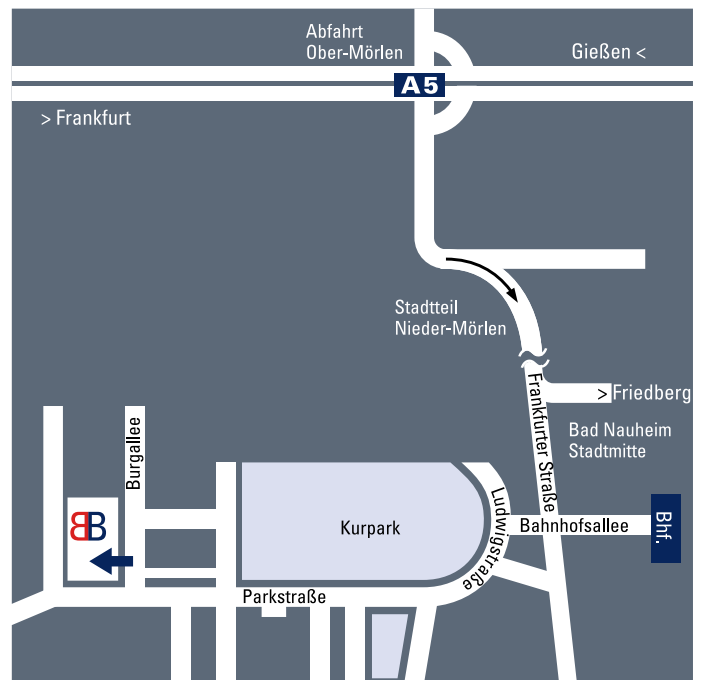 Abfahrt
Ober-Mörlen
Gießen <
A5
> Frankfurt
Stadtteil
Nieder-Mörlen
> Friedberg
Frankfurter Straße
Bad Nauheim
Stadtmitte
Burgallee
BB
Kurpark
Ludwigstraße
Bahnhofsallee
Bhf.
Parkstraße